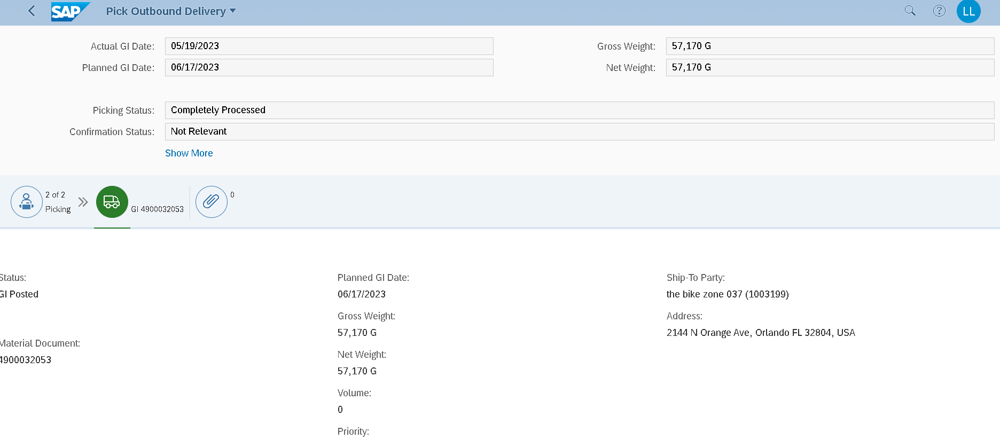 SAP Pick Outbound Delivery LL
Actual GI Date: 05/19/2023 Gross Weight: 57,170 G
Planned GI Date: 06/17/2023 Net Weight: 57,170 G
Picking Status: Completely Processed
Confirmation Status: Not Relevant
Show More
2 of 2 0
Picking GI 4900032053
Status: Planned GI Date: Ship-To Party:
GI Posted 06/17/2023 the bike zone 037 (1003199)
Gross Weight: Address:
57,170 G 2144 N Orange Ave, Orlando FL 32804, USA
Material Document: Net Weight:
4900032053 57,170 G
Volume:
0
Priority: